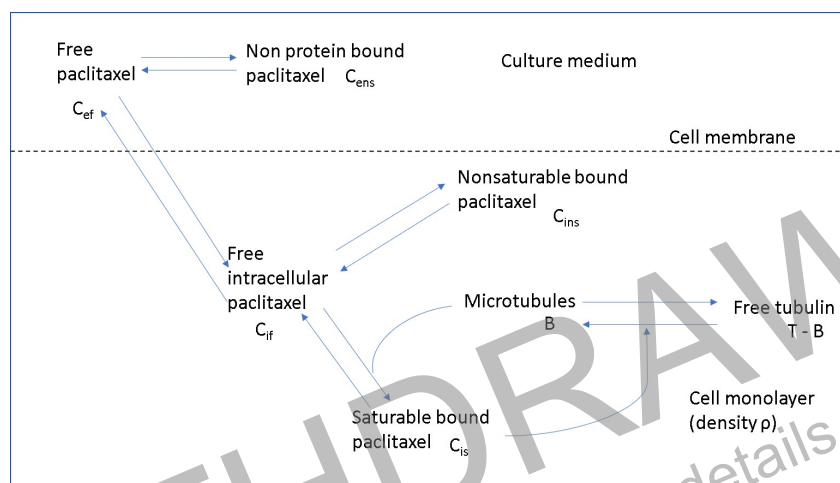 Free
paclitaxel
Cef
Non protein bound
paclitaxel Cens
Culture medium
Cell membrane
Nonsaturable bound
paclitaxel
Cins
Free
intracellular
paclitaxel
Cif
Microtubules
B
Free tubulin
T - B
Saturable bound
paclitaxel Cis
Cell monolayer
(density ρ)
details